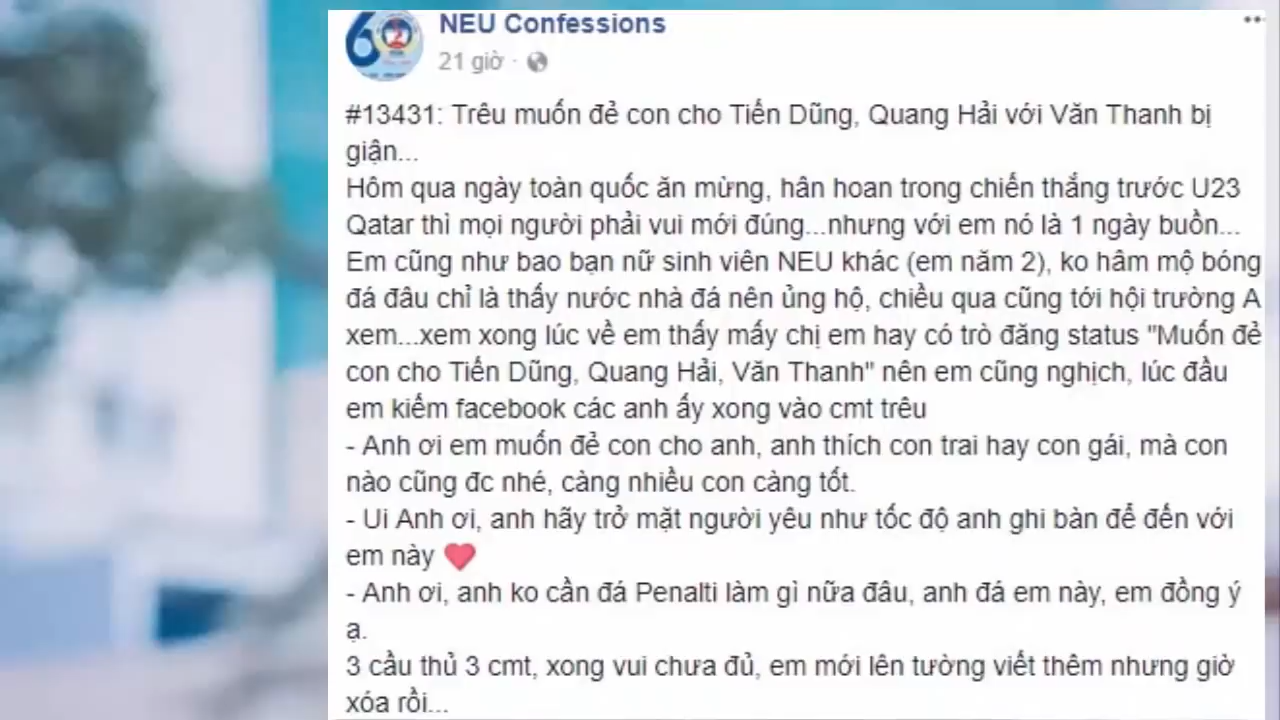 NEU Confessions
21 giờ ·
#13431: Trêu muốn đẻ con cho Tiến Dũng, Quang Hải với Văn Thanh bị
giận...
Hôm qua ngày toàn quốc ăn mừng, hân hoan trong chiến thắng trước U23
Qatar thì mọi người phải vui mới đúng...nhưng với em nó là 1 ngày buồn...
Em cũng như bao bạn nữ sinh viên NEU khác (em năm 2), ko hâm mộ bóng
đá đâu chỉ là thấy nước nhà đá nên ủng hộ, chiều qua cũng tới hội trường A
xem...xem xong lúc về em thấy mấy chị em hay có trò đăng status "Muốn đẻ
con cho Tiến Dũng, Quang Hải, Văn Thanh" nên em cũng nghịch, lúc đầu
em kiếm facebook các anh ấy xong vào cmt trêu
- Anh ơi em muốn đẻ con cho anh, anh thích con trai hay con gái, mà con
nào cũng đc nhé, càng nhiều con càng tốt.
- Ui Anh ơi, anh hãy trở mặt người yêu như tốc độ anh ghi bàn để đến với
em này ❤
- Anh ơi, anh ko cần đá Penalti làm gì nữa đâu, anh đá em này, em đồng ý
ạ.
3 cầu thủ 3 cmt, xong vui chưa đủ, em mới lên tường viết thêm nhưng giờ
xóa rồi...